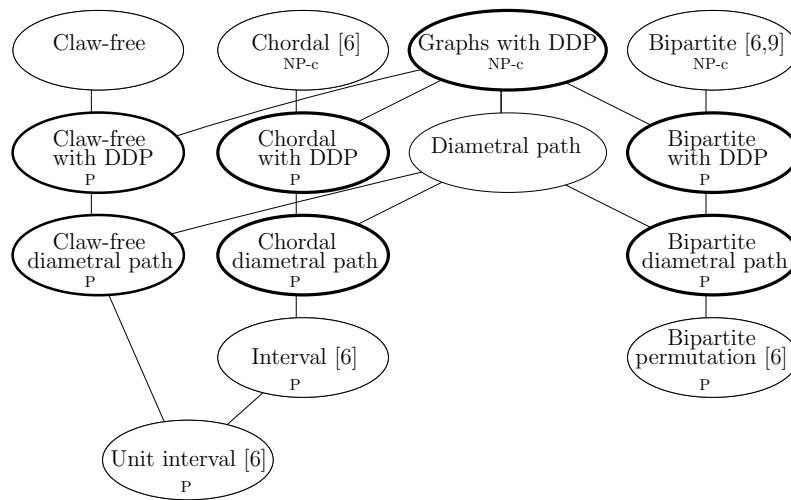 Claw-free
Chordal [6]
NP-c
Graphs with DDP
NP-c
Bipartite [6,9]
NP-c
Claw-free
with DDP
P
Chordal
with DDP
P
Diametral path
Bipartite
with DDP
P
Claw-free
diametral path
P
Chordal
diametral path
P
Bipartite
diametral path
P
Interval [6]
P
Bipartite
permutation [6]
P
Unit interval [6]
P